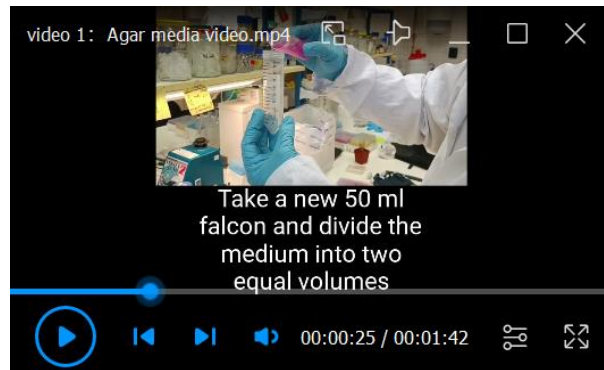 video 1: Agar media video.mp4
Take a new 50 ml
falcon and divide the
medium into two
equal volumes
00:00:25 / 00:01:42